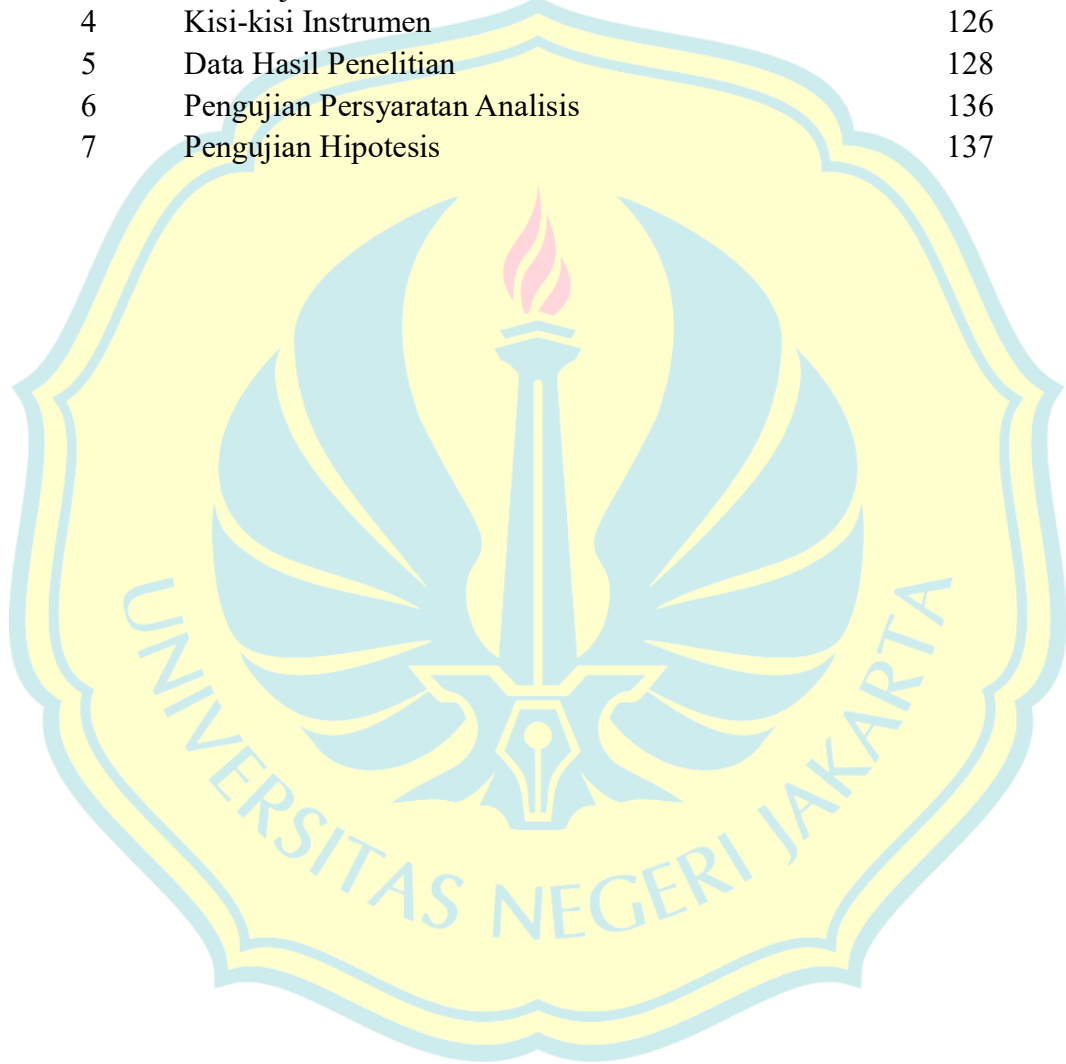 4 Kisi-kisi Instrumen 126
5 Data Hasil Penelitian 128
6 Pengujian Persyaratan Analisis 136
7 Pengujian Hipotesis 137
UNIVERSITAS NEGERI JAKARTA